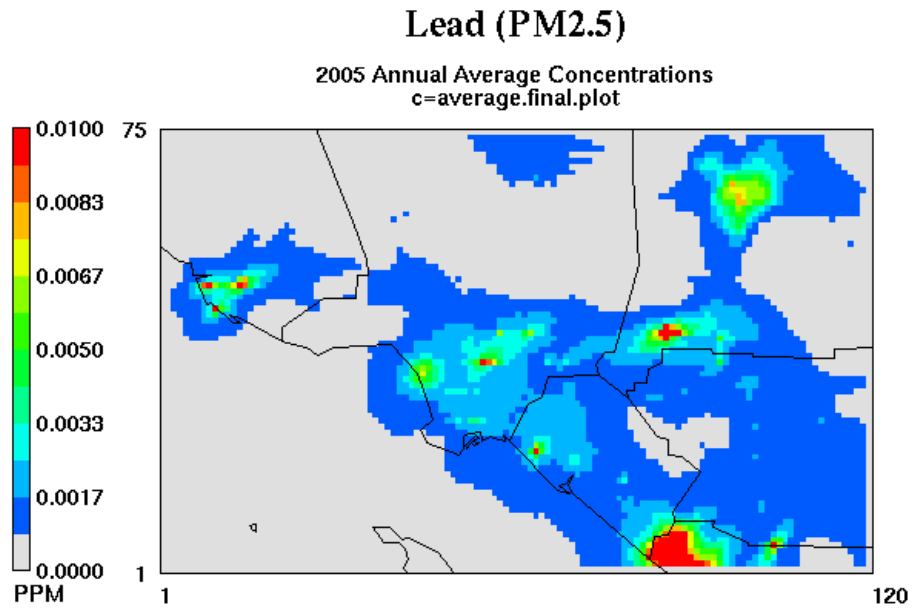 Lead (PM2.5)
2005 Annual Average Concentrations
c=average.final.plot
0.0100
0.0083
0.0067
0.0050
0.0033
0.0017
0.0000
PPM
75
1
1
120